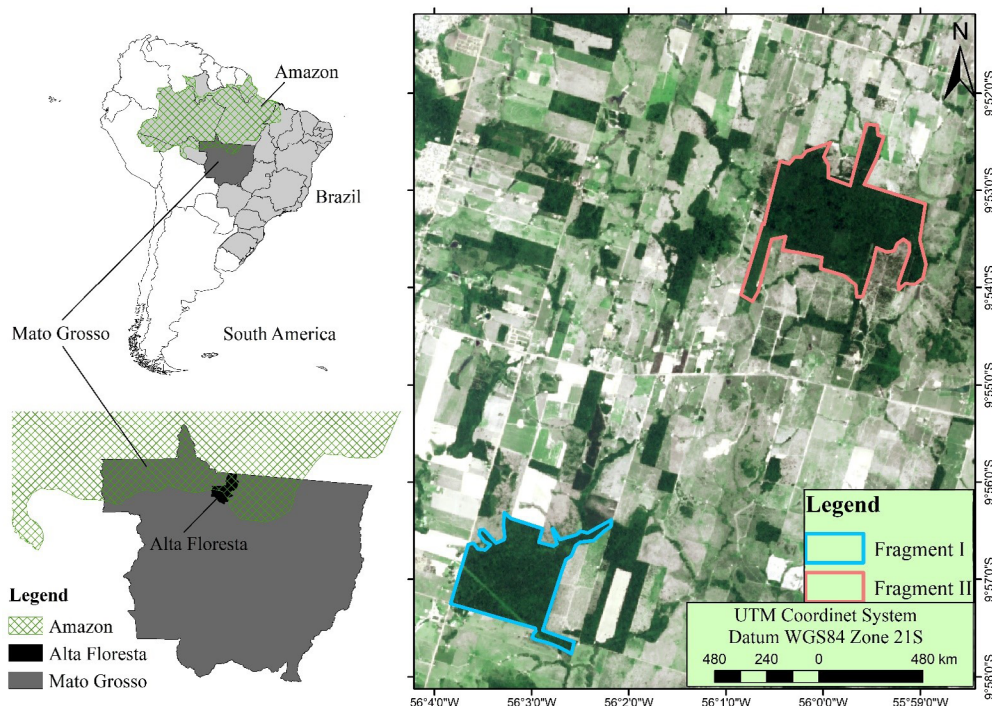 Amazon
Brazil
Mato Grosso
South America
Alta Floresta
Legend
Amazon
Alta Floresta
Mato Grosso
N
9°52'0"S
9°53'0"S
9°54'0"S
9°55'0"S
9°56'0"S
9°57'0"S
9°58'0"S
Legend
Fragment I
Fragment II
UTM Coordinet System
Datum WGS84 Zone 21S
480 240 0 480 km
56°4'0"W 56°3'0"W 56°2'0"W 56°1'0"W 56°0'0"W 55°59'0"W